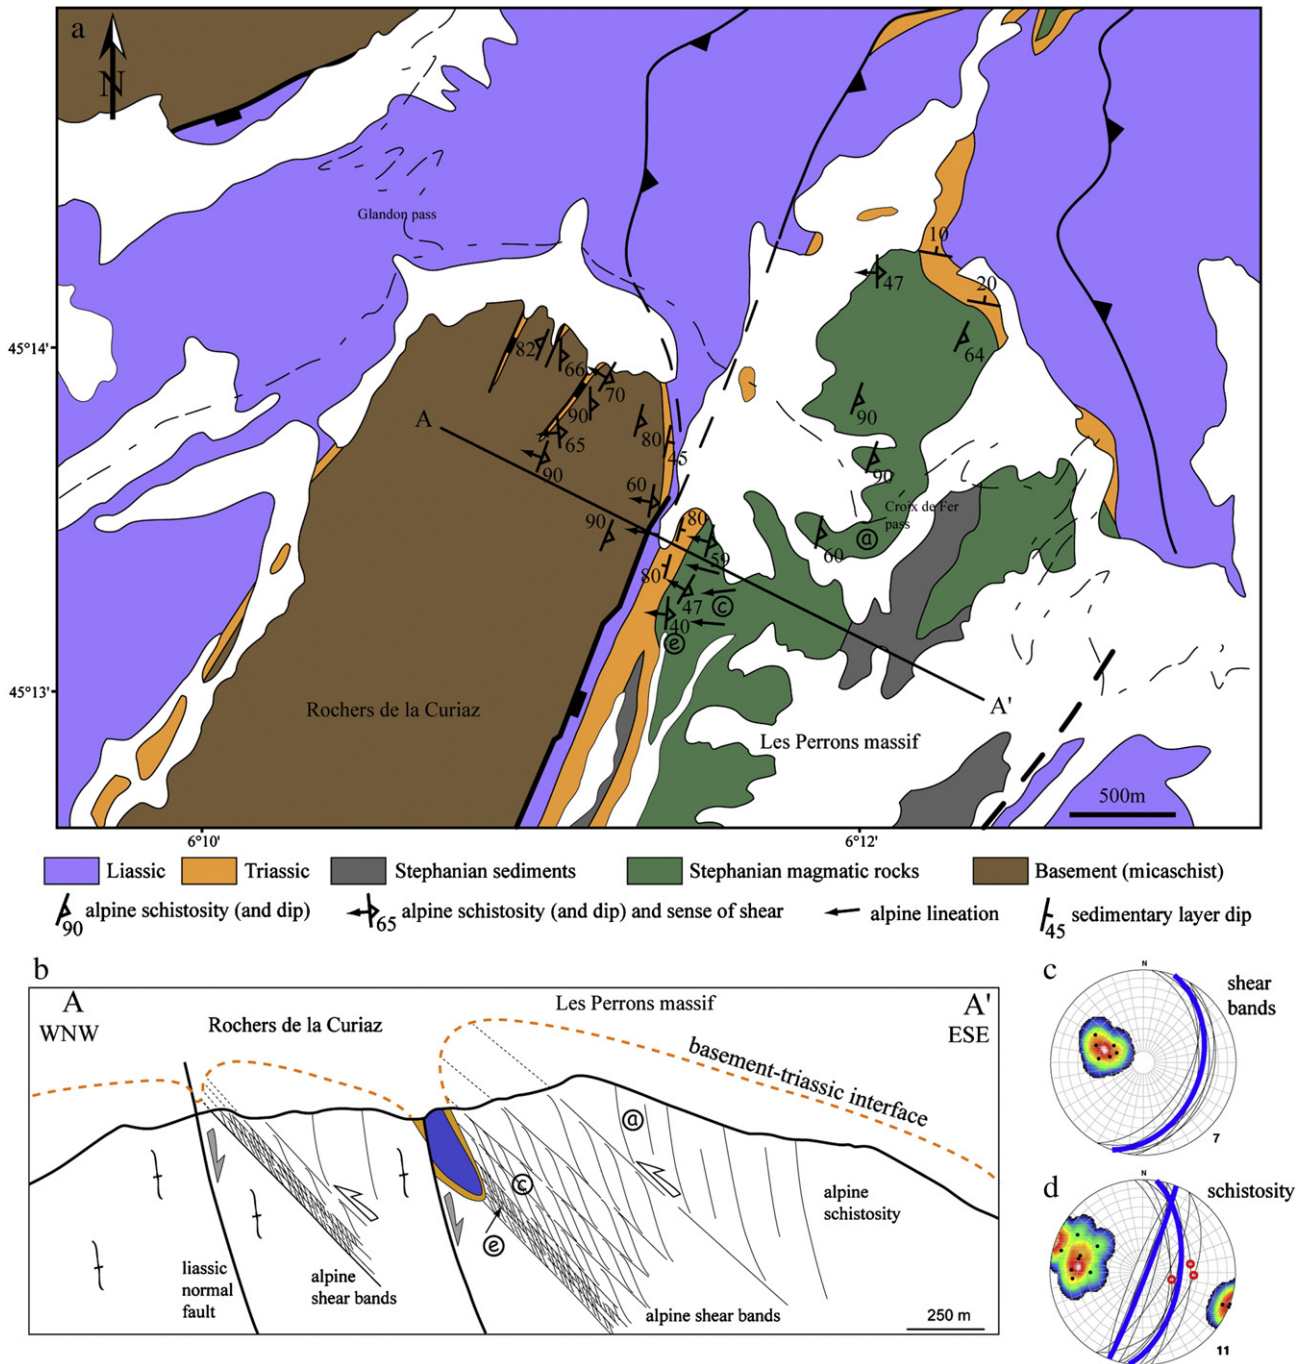 a
N
Glandon pass
10
20
47
45°14'
82
66
64
70
90
90
A
65
80
45
90
90
60
Croix de Fer
pass
90
80
59
60
a
80
47
c
40
e
45°13'
A'
Rochers de la Curiaz
Les Perrons massif
500m
6°10'
6°12'
Liassic
Triassic
Stephanian sediments
Stephanian magmatic rocks
Basement (micaschist)
90 alpine schistosity (and dip)
65 alpine schistosity (and dip) and sense of shear
alpine lineation
45 sedimentary layer dip
b
A
WNW
Rochers de la Curiaz
Les Perrons massif
A'
ESE
basement-triassic interface
a
c
e
alpine
schistosity
liassic
normal
fault
alpine
shear bands
alpine shear bands
250 m
c
N
shear
bands
7
d
N
schistosity
11